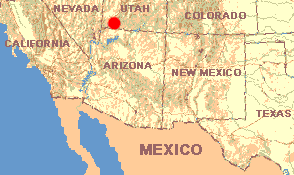 NEVADA UTAH COLORADO
CALIFORNIA
ARIZONA
NEW MEXICO
TEXAS
MEXICO